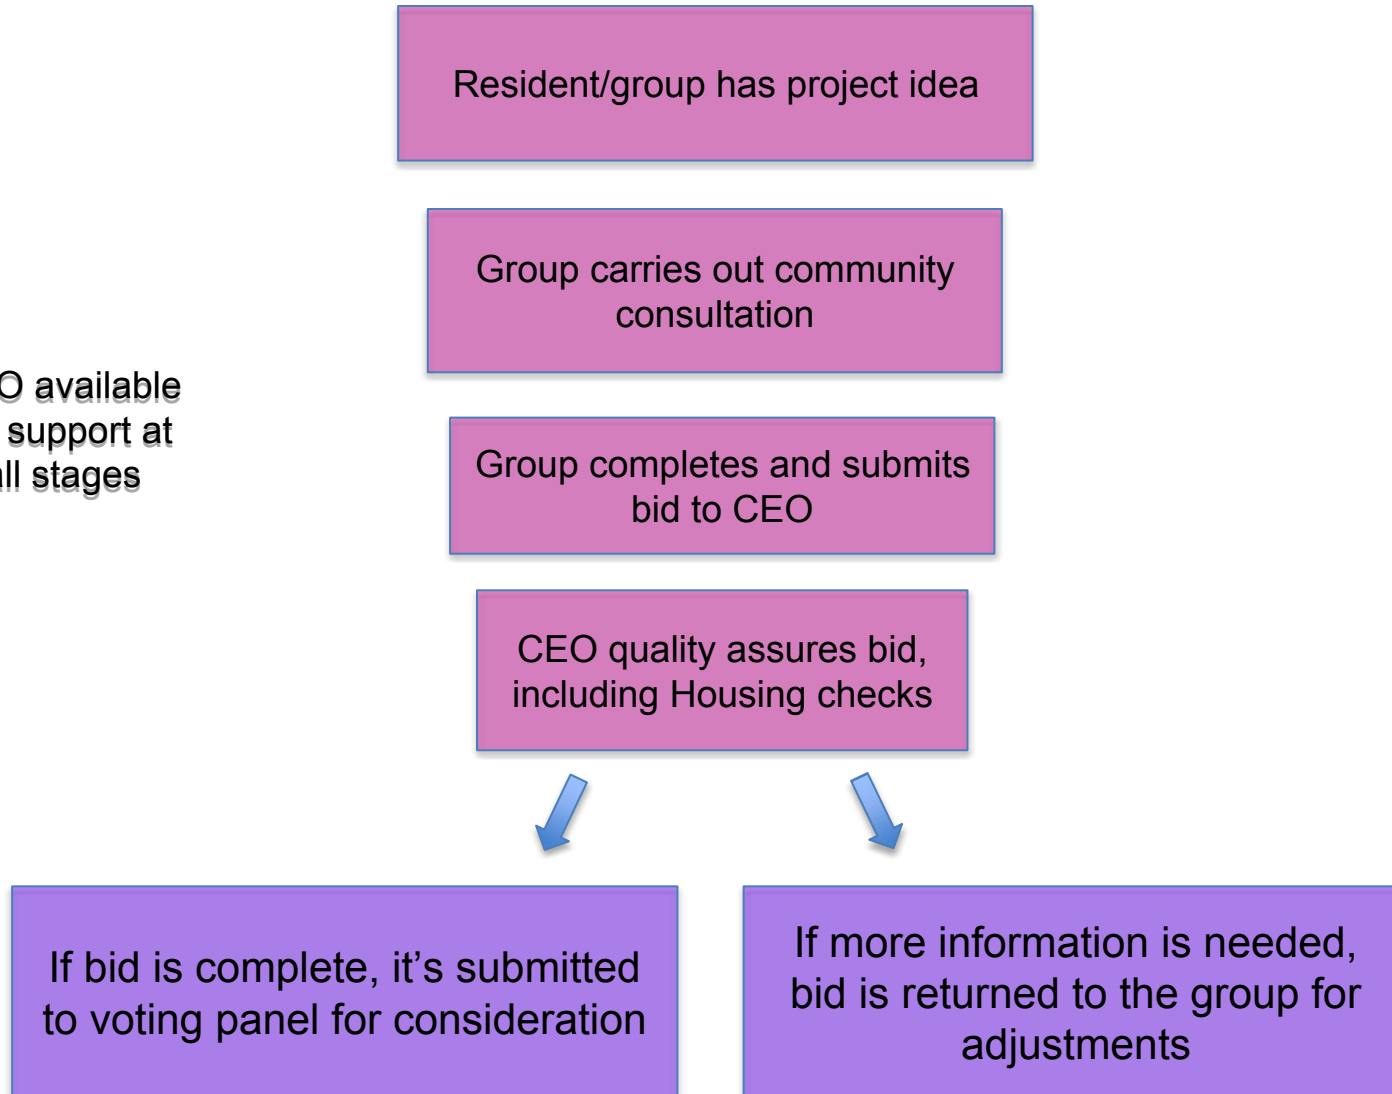 Resident/group has project idea
Group carries out community
consultation
O available
support at
ll stages
Group completes and submits
bid to CEO
CEO quality assures bid,
including Housing checks
If bid is complete, it's submitted
to voting panel for consideration
If more information is needed,
bid is returned to the group for
adjustments